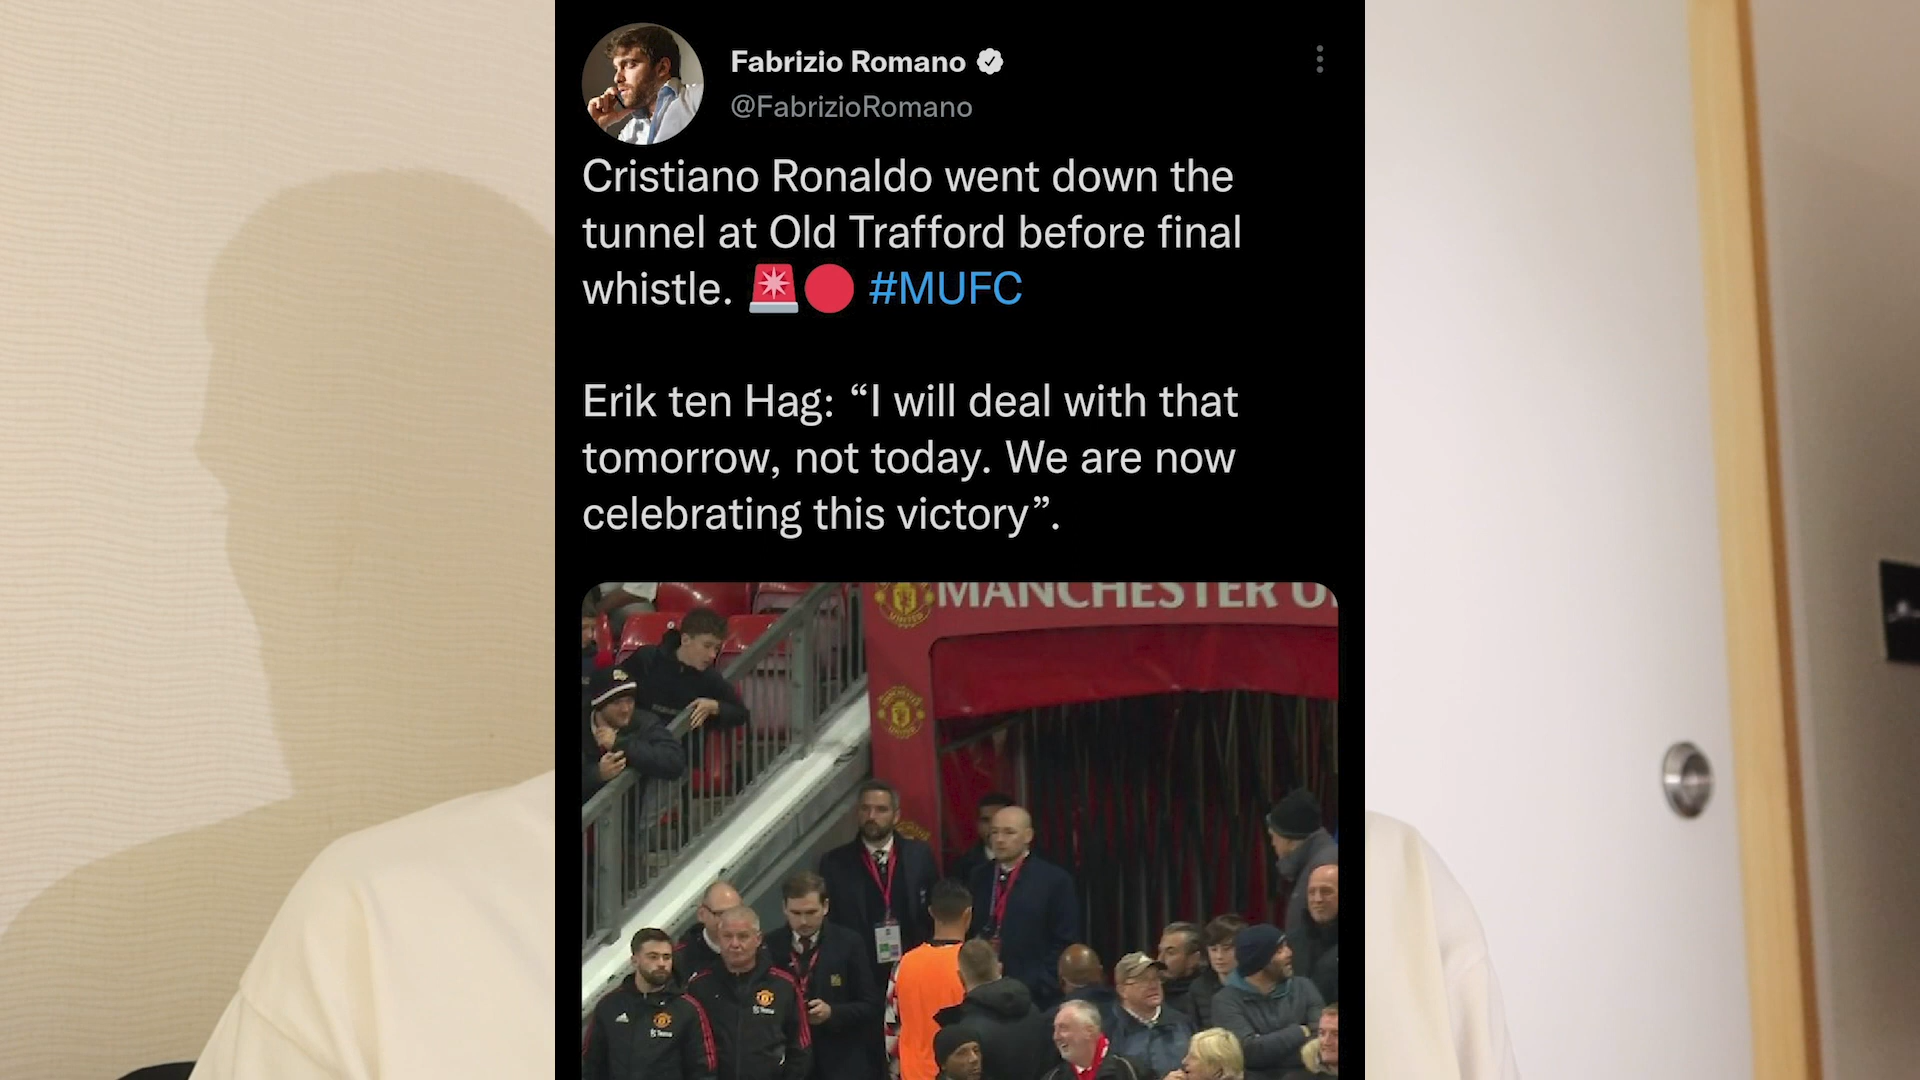 Fabrizio Romano
@FabrizioRomano
Cristiano Ronaldo went down the
tunnel at Old Trafford before final
whistle. 🚨🔴 #MUFC
Erik ten Hag: “I will deal with that
tomorrow, not today. We are now
celebrating this victory”.
MANCHESTER U
UNITED